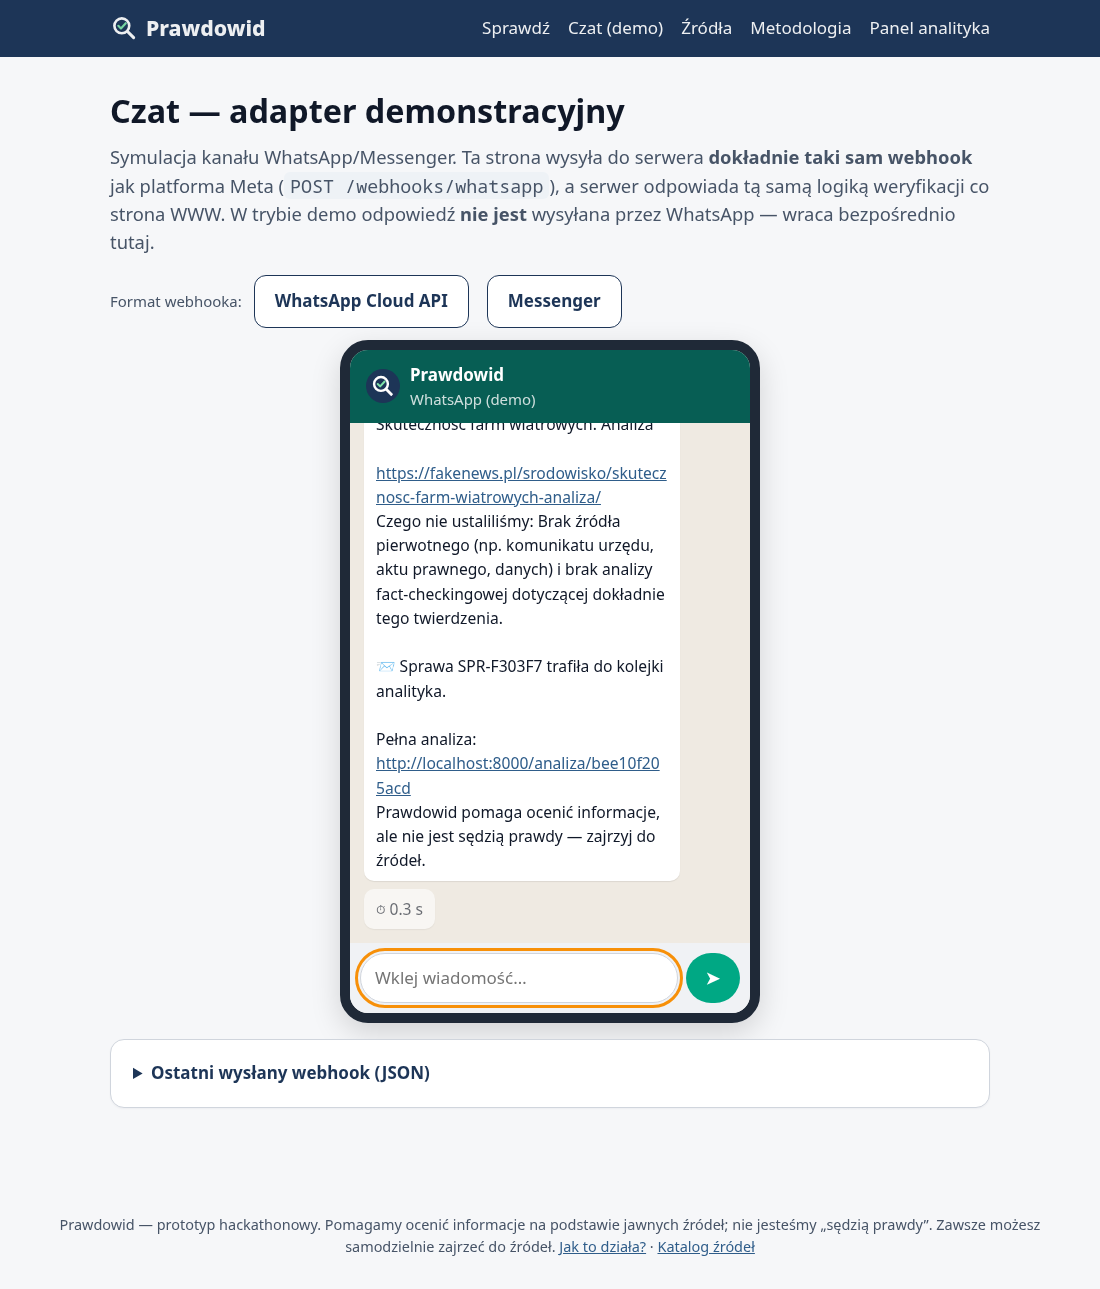 Prawdowid
Sprawdź Czat (demo) Źródła Metodologia Panel analityka
Czat — adapter demonstracyjny
Symulacja kanału WhatsApp/Messenger. Ta strona wysyła do serwera dokładnie taki sam webhook
jak platforma Meta ( POST /webhooks/whatsapp ), a serwer odpowiada tą samą logiką weryfikacji co
strona WWW. W trybie demo odpowiedź nie jest wysyłana przez WhatsApp — wraca bezpośrednio
tutaj.
Format webhooka: WhatsApp Cloud API Messenger
Prawdowid
WhatsApp (demo)
Skuteczność farm wiatrowych. Analiza
https://fakenews.pl/srodowisko/skutecz
nosc-farm-wiatrowych-analiza/
Czego nie ustaliliśmy: Brak źródła
pierwotnego (np. komunikatu urzędu,
aktu prawnego, danych) i brak analizy
fact-checkingowej dotyczącej dokładnie
tego twierdzenia.
📨 Sprawa SPR-F303F7 trafiła do kolejki
analityka.
Pełna analiza:
http://localhost:8000/analiza/bee10f20
5acd
Prawdowid pomaga ocenić informacje,
ale nie jest sędzią prawdy — zajrzyj do
źródeł.
⏱ 0.3 s
Wklej wiadomość…
➤
▶ Ostatni wysłany webhook (JSON)
Prawdowid — prototyp hackathonowy. Pomagamy ocenić informacje na podstawie jawnych źródeł; nie jesteśmy „sędzią prawdy”. Zawsze możesz
samodzielnie zajrzeć do źródeł. Jak to działa? · Katalog źródeł